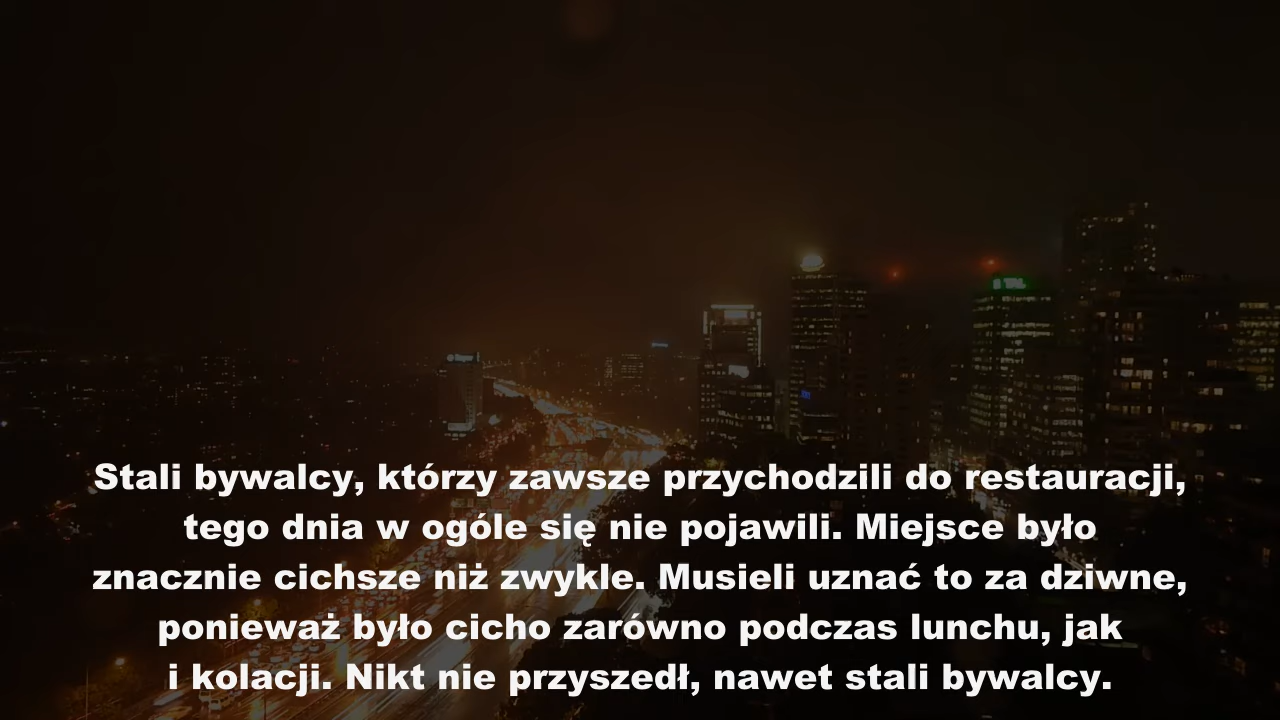 Stali bywalcy, którzy zawsze przychodzili do restauracji,
tego dnia w ogóle się nie pojawili. Miejsce było
znacznie cichsze niż zwykle. Musieli uznać to za dziwne,
ponieważ było cicho zarówno podczas lunchu, jak
i kolacji. Nikt nie przyszedł, nawet stali bywalcy.